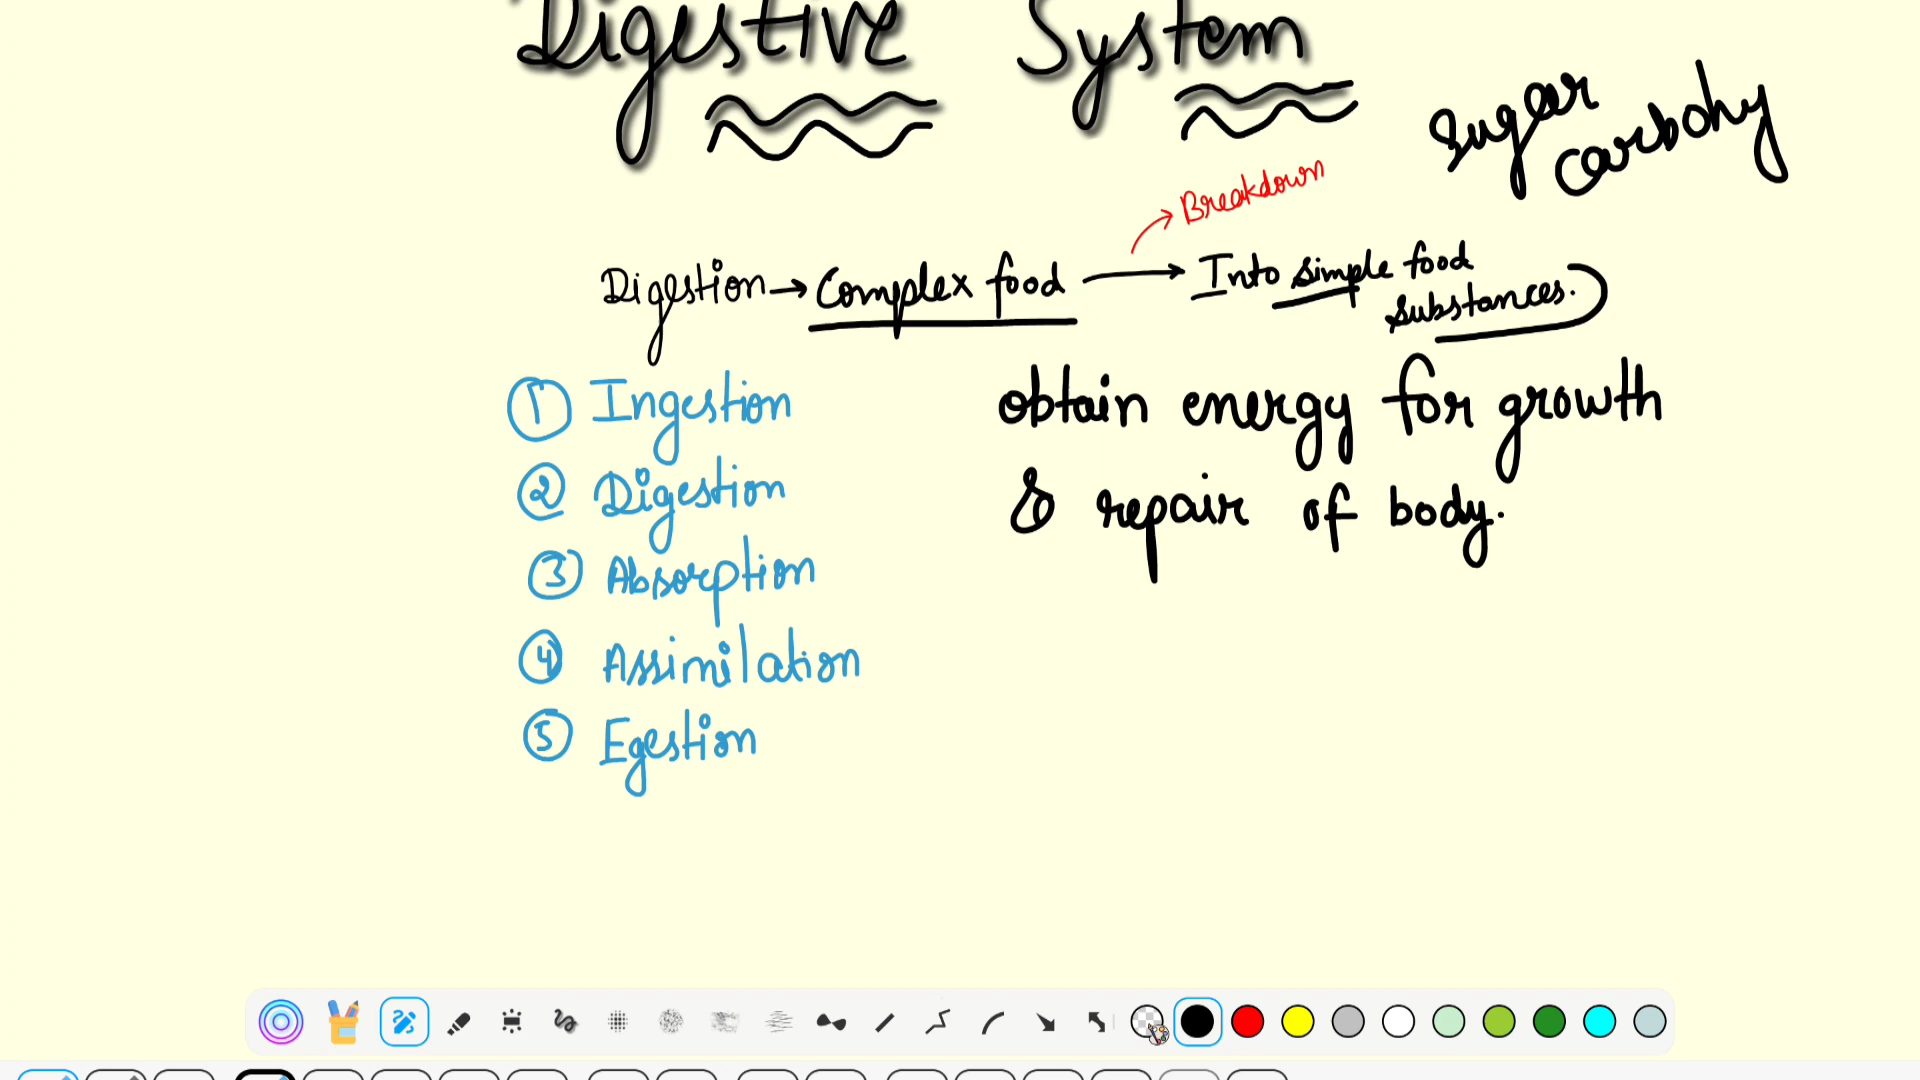 Digestive System
Sugar
carbohy
Breakdown
Digestion → Complex food → Into simple food
substances.
① Ingestion
② Digestion
③ Absorption
④ Assimilation
⑤ Egestion
obtain energy for growth
& repair of body.